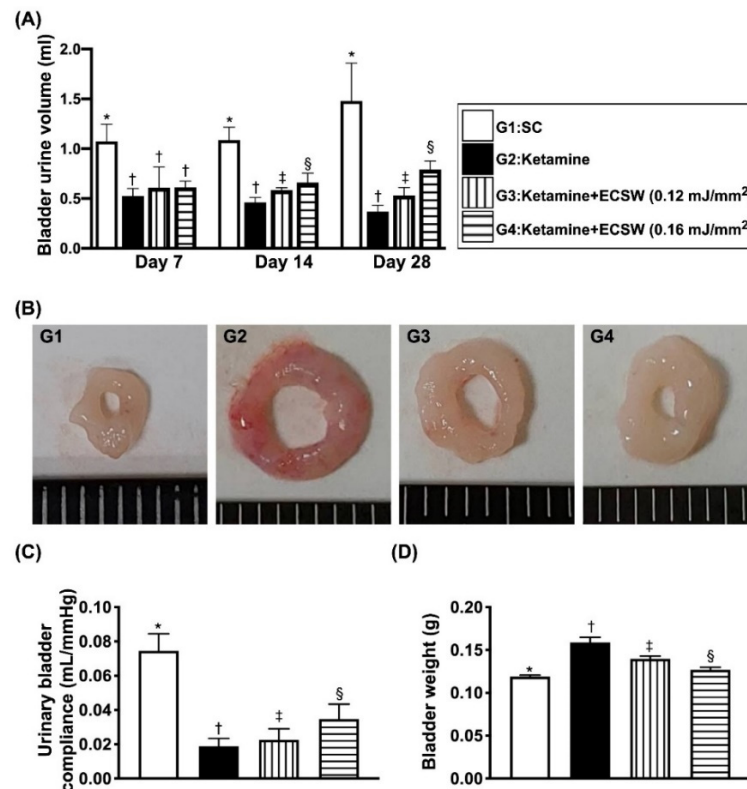 (A)
Bladder urine volume (ml)
2.0
1.5
1.0
0.5
0.0
*
†
†
†
*
†
‡
§
*
†
‡
§
Day 7
Day 14
Day 28
G1:SC
G2:Ketamine
G3:Ketamine+ECSW (0.12 mJ/mm²
G4:Ketamine+ECSW (0.16 mJ/mm²
(B)
G1
G2
G3
G4
(C)
Urinary bladder
compliance (mL/mmHg)
0.10
0.08
0.06
0.04
0.02
0.00
*
†
‡
§
(D)
Bladder weight (g)
0.20
0.15
0.10
0.05
0.00
*
†
‡
§